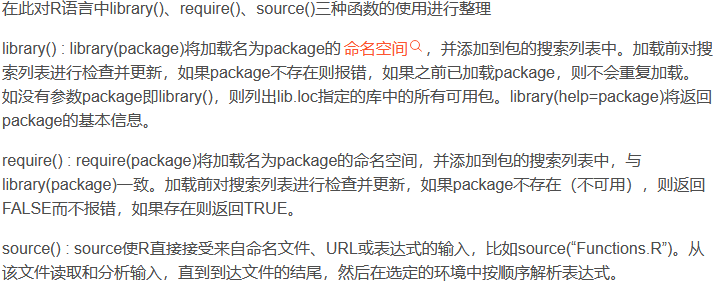 在此对R语言中library()、require()、source()三种函数的使用进行整理
library() : library(package)将加载名为package的 命名空间 ，并添加到包的搜索列表中。加载前对搜
索列表进行检查并更新，如果package不存在则报错，如果之前已加载package，则不会重复加载。
如没有参数package即library()，则列出lib.loc指定的库中的所有可用包。library(help=package)将返回
package的基本信息。
require() : require(package)将加载名为package的命名空间，并添加到包的搜索列表中，与
library(package)一致。加载前对搜索列表进行检查并更新，如果package不存在（不可用），则返回
FALSE而不报错，如果存在则返回TRUE。
source() : source使R直接接受来自命名文件、URL或表达式的输入，比如source(“Functions.R”)。从
该文件读取和分析输入，直到到达文件的结尾，然后在选定的环境中按顺序解析表达式。